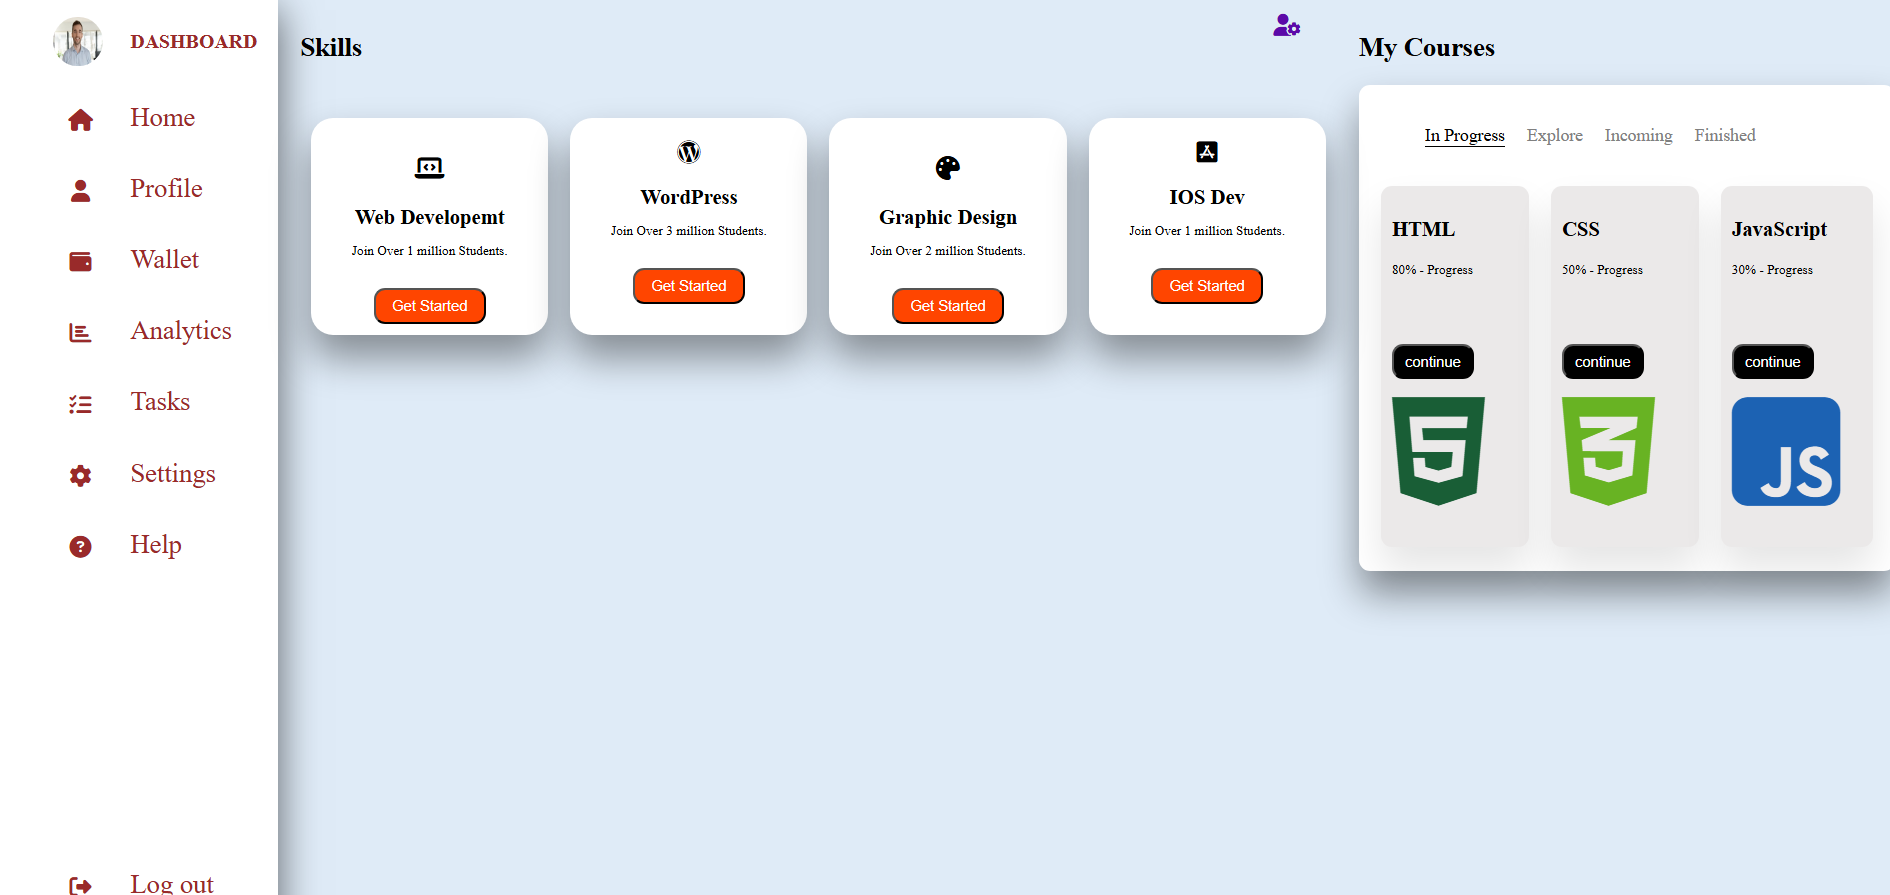 DASHBOARD
Home
Profile
Wallet
Analytics
Tasks
Settings
Help
Log out
Skills
Web Developemt
Join Over 1 million Students.
Get Started
WordPress
Join Over 3 million Students.
Get Started
Graphic Design
Join Over 2 million Students.
Get Started
IOS Dev
Join Over 1 million Students.
Get Started
My Courses
In Progress Explore Incoming Finished
HTML
80% - Progress
continue
5
CSS
50% - Progress
continue
3
JavaScript
30% - Progress
continue
JS